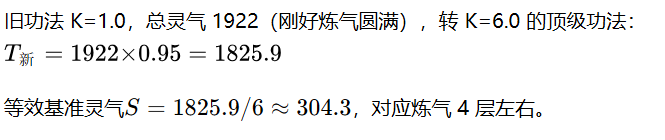 旧功法 K=1.0，总灵气 1922（刚好炼气圆满），转 K=6.0 的顶级功法：
T新 = 1922×0.95 = 1825.9
等效基准灵气S = 1825.9/6 ≈ 304.3，对应炼气 4 层左右。